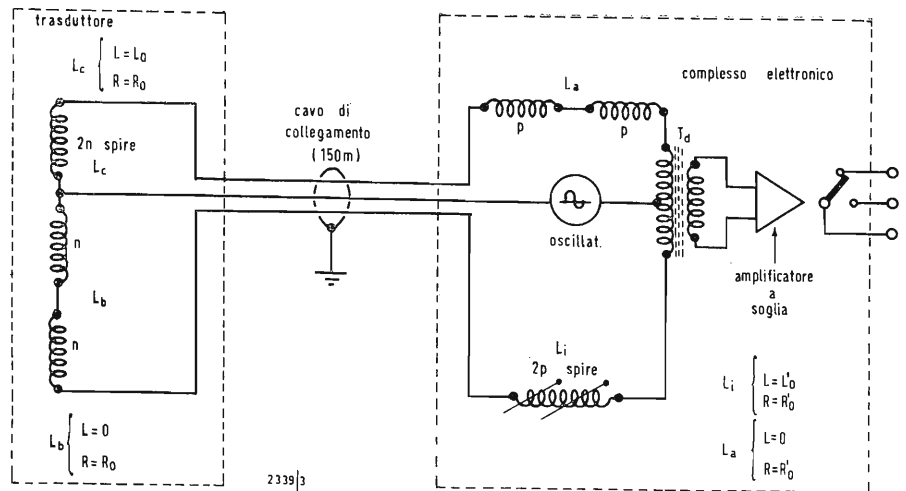 trasduttore
Lc { L = L0
R = R0
2n spire
Lc
n
Lb
n
Lb { L = 0
R = R0
cavo di
collegamento
(150m)
2339|3
complesso elettronico
La
p
p
Td
oscillat.
amplificatore
a
soglia
Li
2p spire
Li { L = L'0
R = R'0
La { L = 0
R = R'0